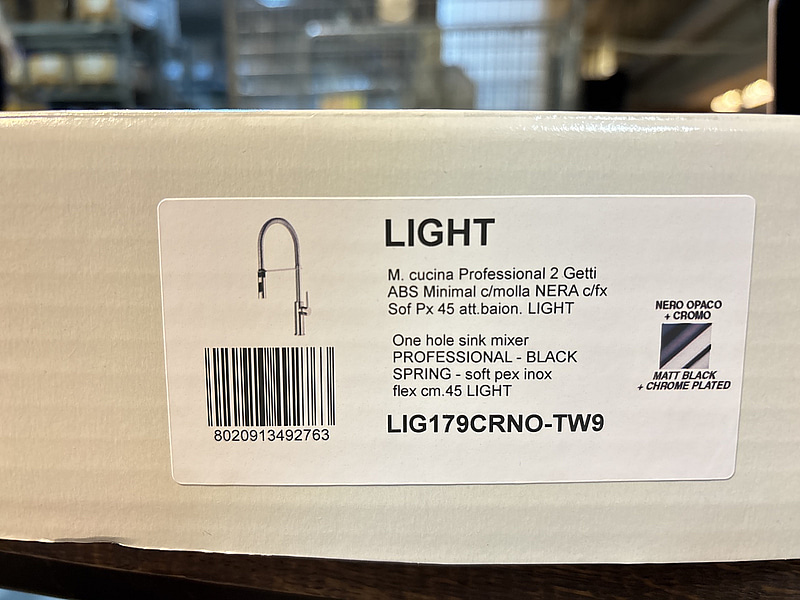 LIGHT
M. cucina Professional 2 Getti
ABS Minimal c/molla NERA c/fx
Sof Px 45 att.baion. LIGHT
One hole sink mixer
PROFESSIONAL - BLACK
SPRING - soft pex inox
flex cm.45 LIGHT
LIG179CRNO-TW9
8020913492763
NERO OPACO
+ CROMO
MATT BLACK
+ CHROME PLATED